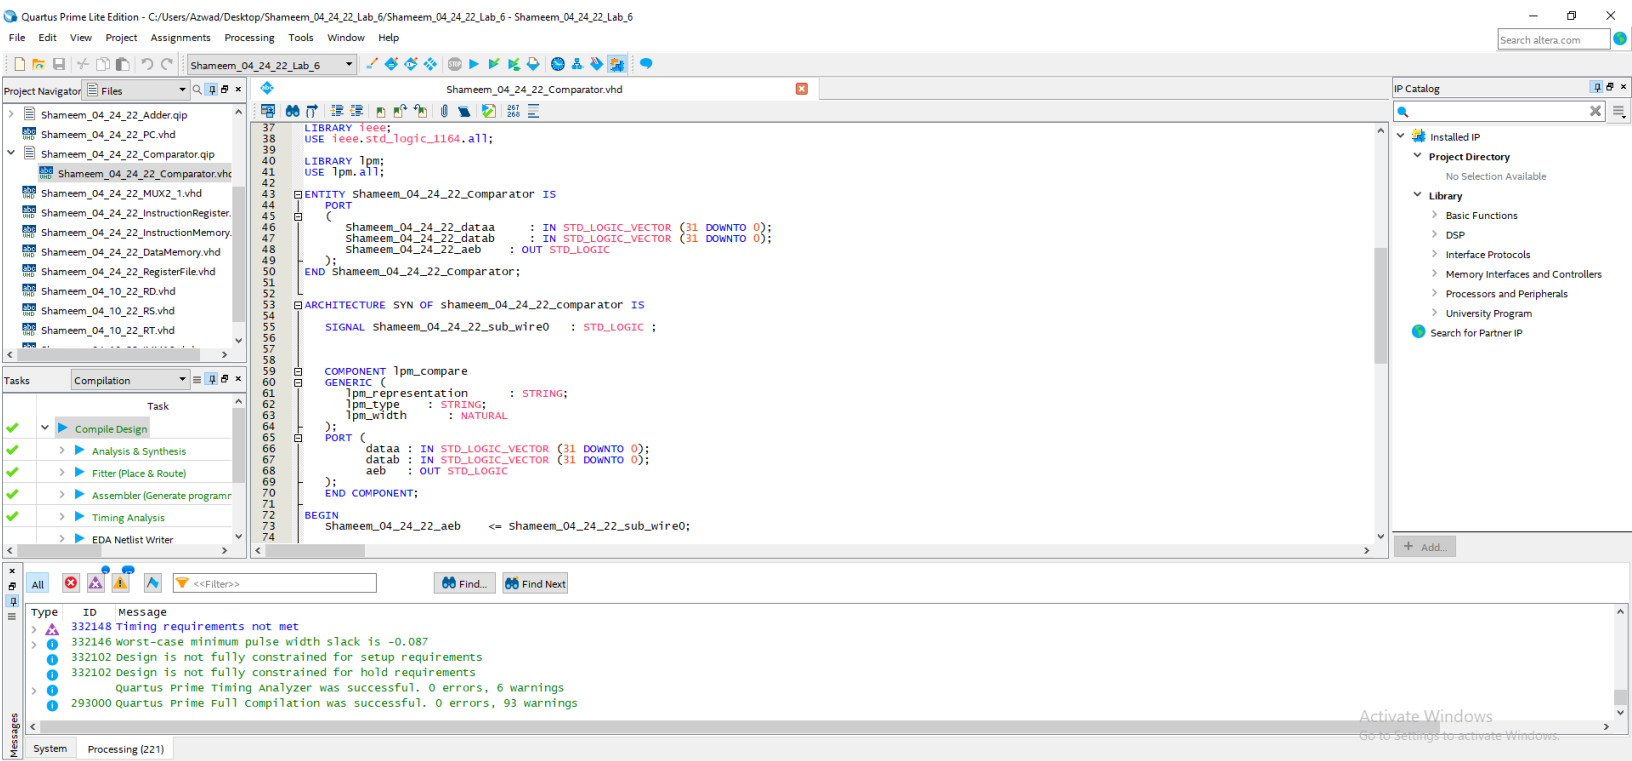 Quartus Prime Lite Edition - C:/Users/Azwad/Desktop/Shameem_04_24_22_Lab_6/Shameem_04_24_22_Lab_6 - Shameem_04_24_22_Lab_6
File Edit View Project Assignments Processing Tools Window Help
Search altera.com
Shameem_04_24_22_Lab_6
STOP
Project Navigator Files
Shameem_04_24_22_Adder.qip
Shameem_04_24_22_PC.vhd
Shameem_04_24_22_Comparator.qip
Shameem_04_24_22_Comparator.vhd
Shameem_04_24_22_MUX2_1.vhd
Shameem_04_24_22_InstructionRegister.
Shameem_04_24_22_InstructionMemory.
Shameem_04_24_22_DataMemory.vhd
Shameem_04_24_22_RegisterFile.vhd
Shameem_04_10_22_RD.vhd
Shameem_04_10_22_RS.vhd
Shameem_04_10_22_RT.vhd
Tasks Compilation
Task
Compile Design
Analysis & Synthesis
Fitter (Place & Route)
Assembler (Generate programr
Timing Analysis
EDA Netlist Writer
Shameem_04_24_22_Comparator.vhd
267
268
37 LIBRARY ieee;
38 USE ieee.std_logic_1164.all;
39
40 LIBRARY lpm;
41 USE lpm.all;
42
43 ENTITY Shameem_04_24_22_Comparator IS
44 PORT
45 (
46 Shameem_04_24_22_dataa : IN STD_LOGIC_VECTOR (31 DOWNTO 0);
47 Shameem_04_24_22_datab : IN STD_LOGIC_VECTOR (31 DOWNTO 0);
48 Shameem_04_24_22_aeb : OUT STD_LOGIC
49 );
50 END Shameem_04_24_22_Comparator;
51
52
53 ARCHITECTURE SYN OF shameem_04_24_22_comparator IS
54
55 SIGNAL Shameem_04_24_22_sub_wire0 : STD_LOGIC ;
56
57
58
59 COMPONENT lpm_compare
60 GENERIC (
61 lpm_representation : STRING;
62 lpm_type : STRING;
63 lpm_width : NATURAL
64 );
65 PORT (
66 dataa : IN STD_LOGIC_VECTOR (31 DOWNTO 0);
67 datab : IN STD_LOGIC_VECTOR (31 DOWNTO 0);
68 aeb : OUT STD_LOGIC
69 );
70 END COMPONENT;
71
72 BEGIN
73 Shameem_04_24_22_aeb <= Shameem_04_24_22_sub_wire0;
74
IP Catalog
Installed IP
Project Directory
No Selection Available
Library
Basic Functions
DSP
Interface Protocols
Memory Interfaces and Controllers
Processors and Peripherals
University Program
Search for Partner IP
+ Add...
All <<Filter>> Find... Find Next
Type ID Message
332148 Timing requirements not met
332146 Worst-case minimum pulse width slack is -0.087
332102 Design is not fully constrained for setup requirements
332102 Design is not fully constrained for hold requirements
Quartus Prime Timing Analyzer was successful. 0 errors, 6 warnings
293000 Quartus Prime Full Compilation was successful. 0 errors, 93 warnings
Messages
System Processing (221)
Activate Windows
Go to Settings to activate Windows.